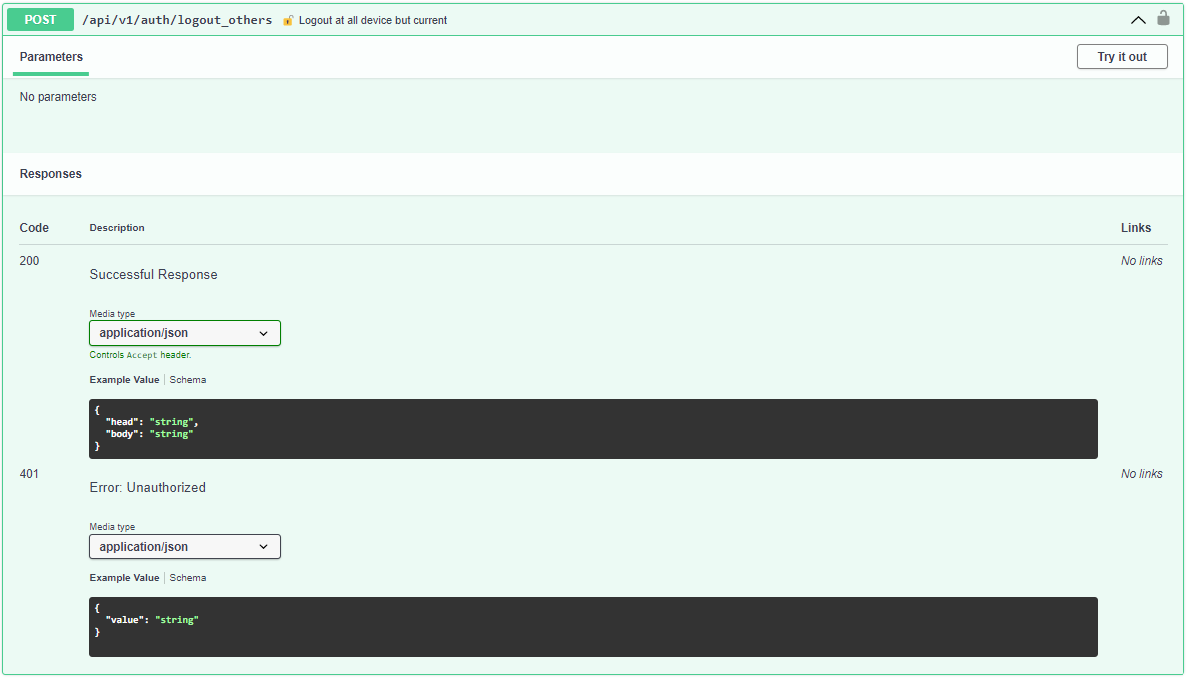 POST /api/v1/auth/logout_others 🔓 Logout at all device but current
Parameters
Try it out
No parameters
Responses
Code Description Links
200
Successful Response
No links
Media type
application/json
Controls Accept header.
Example Value | Schema
{
"head": "string",
"body": "string"
}
401
Error: Unauthorized
No links
Media type
application/json
Example Value | Schema
{
"value": "string"
}